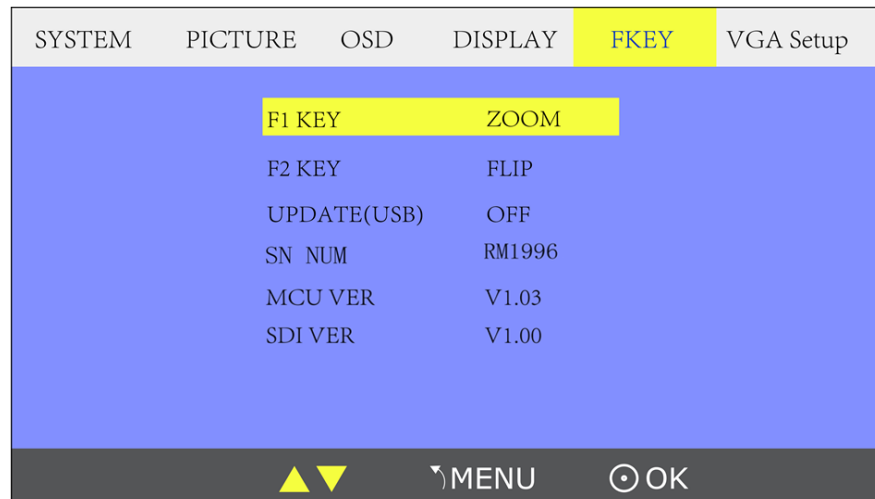 SYSTEM PICTURE OSD DISPLAY FKEY VGA Setup
F1 KEY ZOOM
F2 KEY FLIP
UPDATE(USB) OFF
SN NUM RM1996
MCU VER V1.03
SDI VER V1.00
MENU OK